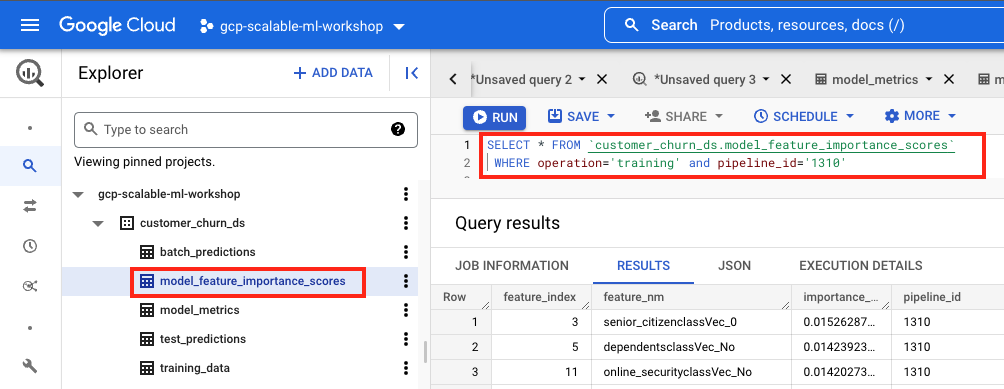 Google Cloud
gcp-scalable-ml-workshop
Search Products, resources, docs (/)
Explorer
+ ADD DATA
*Unsaved query 2
*Unsaved query 3
model_metrics
m
Type to search
RUN
SAVE
SHARE
SCHEDULE
MORE
Viewing pinned projects.
1 SELECT * FROM `customer_churn_ds.model_feature_importance_scores`
2 WHERE operation='training' and pipeline_id='1310'
gcp-scalable-ml-workshop
customer_churn_ds
batch_predictions
model_feature_importance_scores
model_metrics
test_predictions
training_data
Query results
JOB INFORMATION RESULTS JSON EXECUTION DETAILS
Row feature_index feature_nm importance_... pipeline_id
1 3 senior_citizenclassVec_0 0.01526287... 1310
2 5 dependentsclassVec_No 0.01423923... 1310
3 11 online_securityclassVec_No 0.01420273... 1310